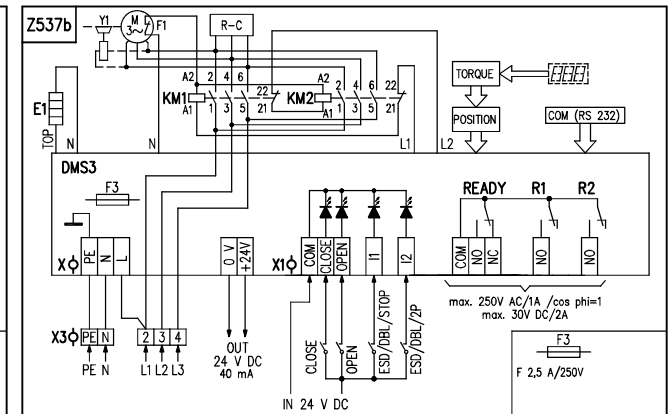 Z537b
Y1
M
3~
F1
R-C
A2
2 4 6
22
A2
KM1
KM2
2 4 6
22
A1
1 3 5
21
A1
1 3 5
21
E1
TOP
N
N
L1
L2
TORQUE
POSITION
COM (RS 232)
DMS3
F3
READY R1 R2
X
PE
N
L
0 V
+24V
X1
COM
CLOSE
OPEN
I1
I2
COM
NO
NC
NO
NO
max. 250V AC/1A /cos phi=1
max. 30V DC/2A
X3
PE N
2 3 4
PE N
L1 L2 L3
OUT
24 V DC
40 mA
CLOSE
OPEN
ESD/DBL/STOP
ESD/DBL/2P
IN 24 V DC
F3
F 2,5 A/250V